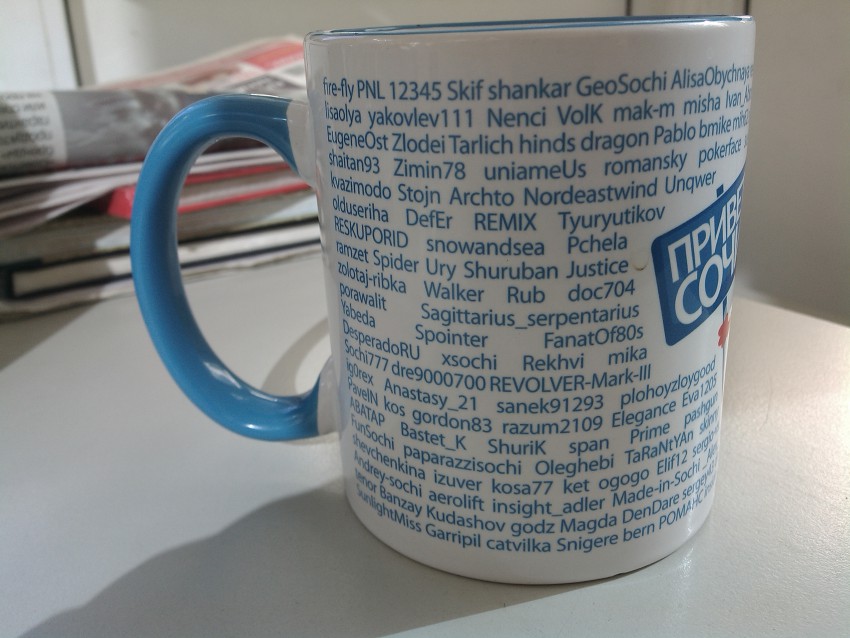 fire-fly PNL 12345 Skif shankar GeoSochi AlisaObychnaya
lisaolya yakovlev111 Nenci VolK mak-m misha
EugeneOst Zlodei Tarlich hinds dragon Pablo bmike
shaitan93 Zimin78 uniameUs romansky pokerface
kvazimodo Stojn Archto Nordeastwind Unqwer
olduseriha DefEr REMIX Tyuryutikov
RESKUPORID snowandsea Pchela
ramzet Spider Ury Shuruban Justice
zolotaj-ribka Walker Rub doc704
porawalit Sagittarius_serpentarius
Yabeda Spointer FanatOf80s
DesperadoRU xsochi Rekhvi mika
Sochi777 dre9000700 REVOLVER-Mark-III
ig0rex Anastasy_21 sanek91293 plohoyzloygood
PavelN kos gordon83 razum2109 Elegance Eva1205
ABATAP Bastet_K ShuriK span Prime pashgun
FunSochi paparazzisochi Oleghebi TaRaNtYAn
shevchenkina izuver kosa77 ket ogogo Elif12
Andrey-sochi aerolift insight_adler Made-in-Sochi
Banzay Kudashov godz Magda DenDare
SunlightMiss Garripil catvilka Snigere bern
СОЧ